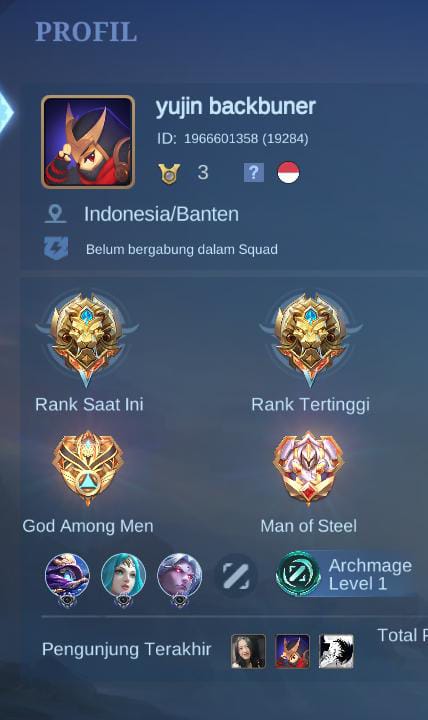 PROFIL
yujin backbuner
ID: 1966601358 (19284)
3 ?
Indonesia/Banten
Belum bergabung dalam Squad
Rank Saat Ini Rank Tertinggi
God Among Men Man of Steel
Archmage
Level 1
Total
Pengunjung Terakhir